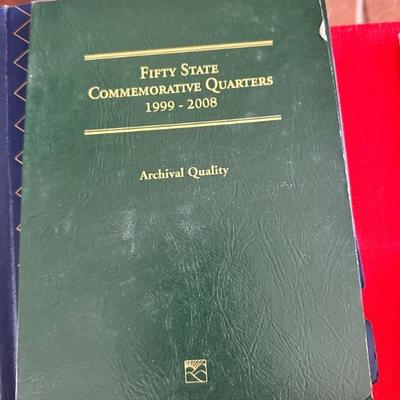 Fifty State
Commemorative Quarters
1999 - 2008
Archival Quality